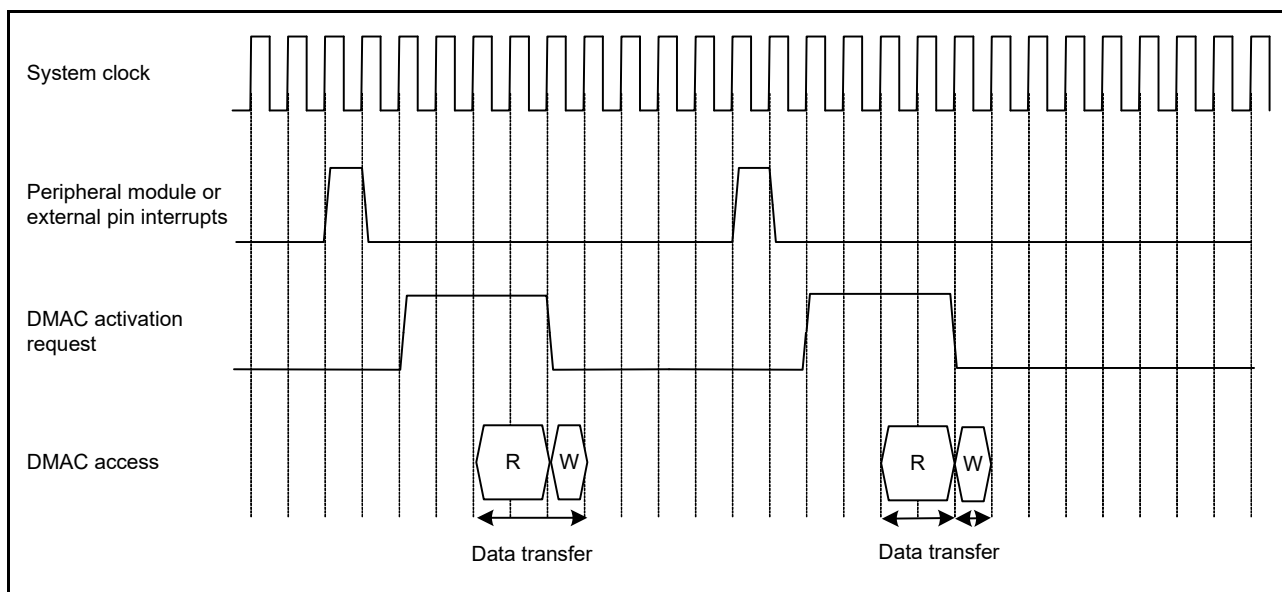 System clock
Peripheral module or
external pin interrupts
DMAC activation
request
DMAC access
R
W
R
W
Data transfer
Data transfer